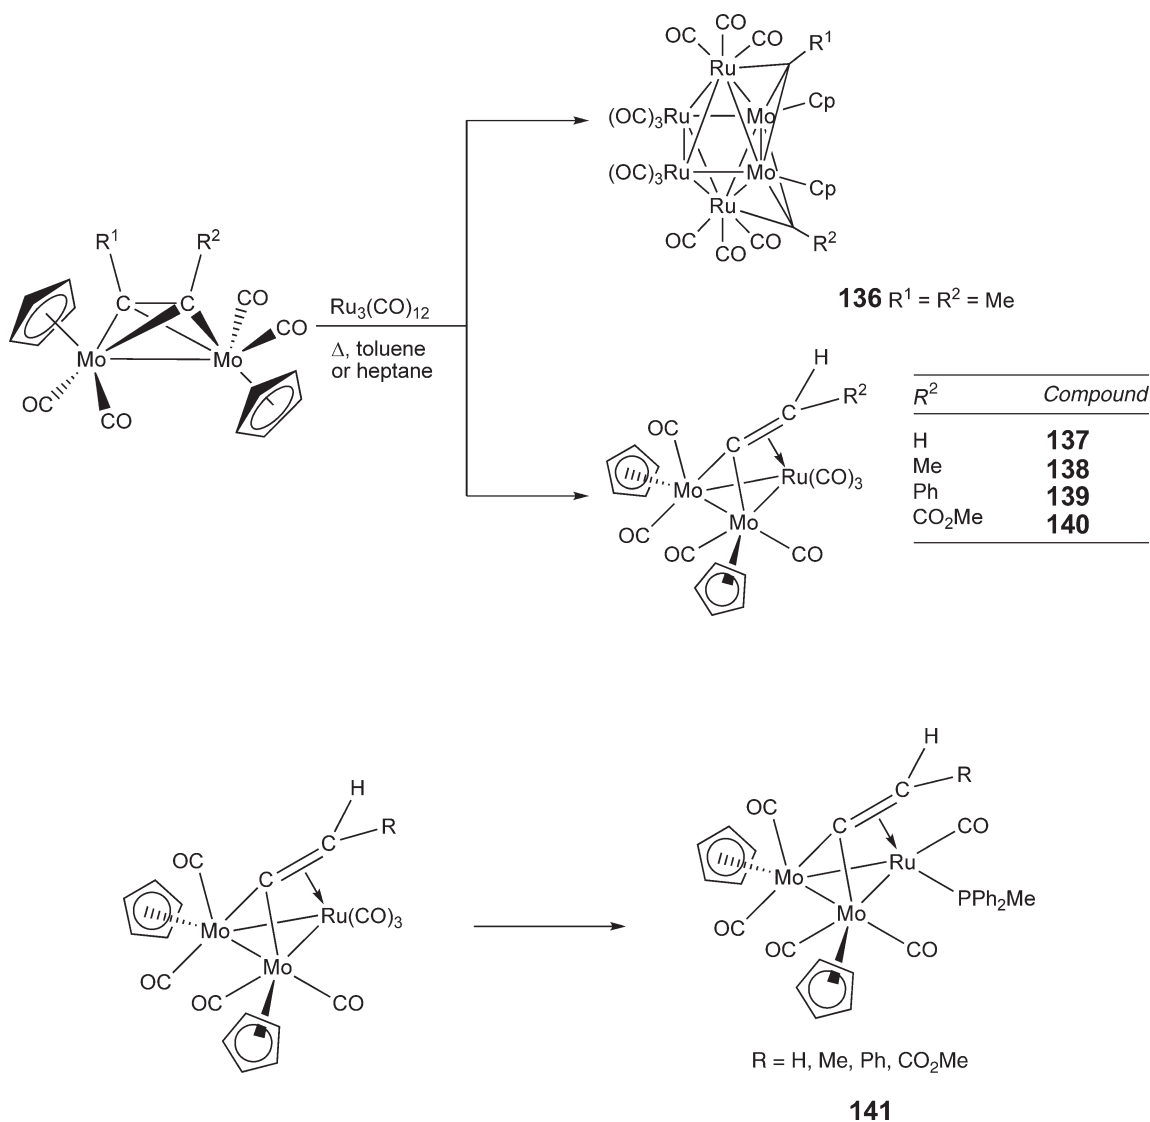 CO
OC CO R¹
Ru
Cp
(OC)₃Ru Mo
(OC)₃Ru Mo
Ru Cp
OC CO
CO R²
136 R¹ = R² = Me
R¹ R²
C C CO
CO
Mo Mo
OC
CO
Ru₃(CO)₁₂
Δ, toluene
or heptane
H
R²
C
OC
C
Ru(CO)₃
Mo
Mo
OC
OC CO
R² Compound
H 137
Me 138
Ph 139
CO₂Me 140
H
R
C
OC
C
Ru(CO)₃
Mo
Mo
OC
OC CO
H
R
C
OC
C
CO
Ru
Mo
PPh₂Me
Mo
OC
OC CO
R = H, Me, Ph, CO₂Me
141